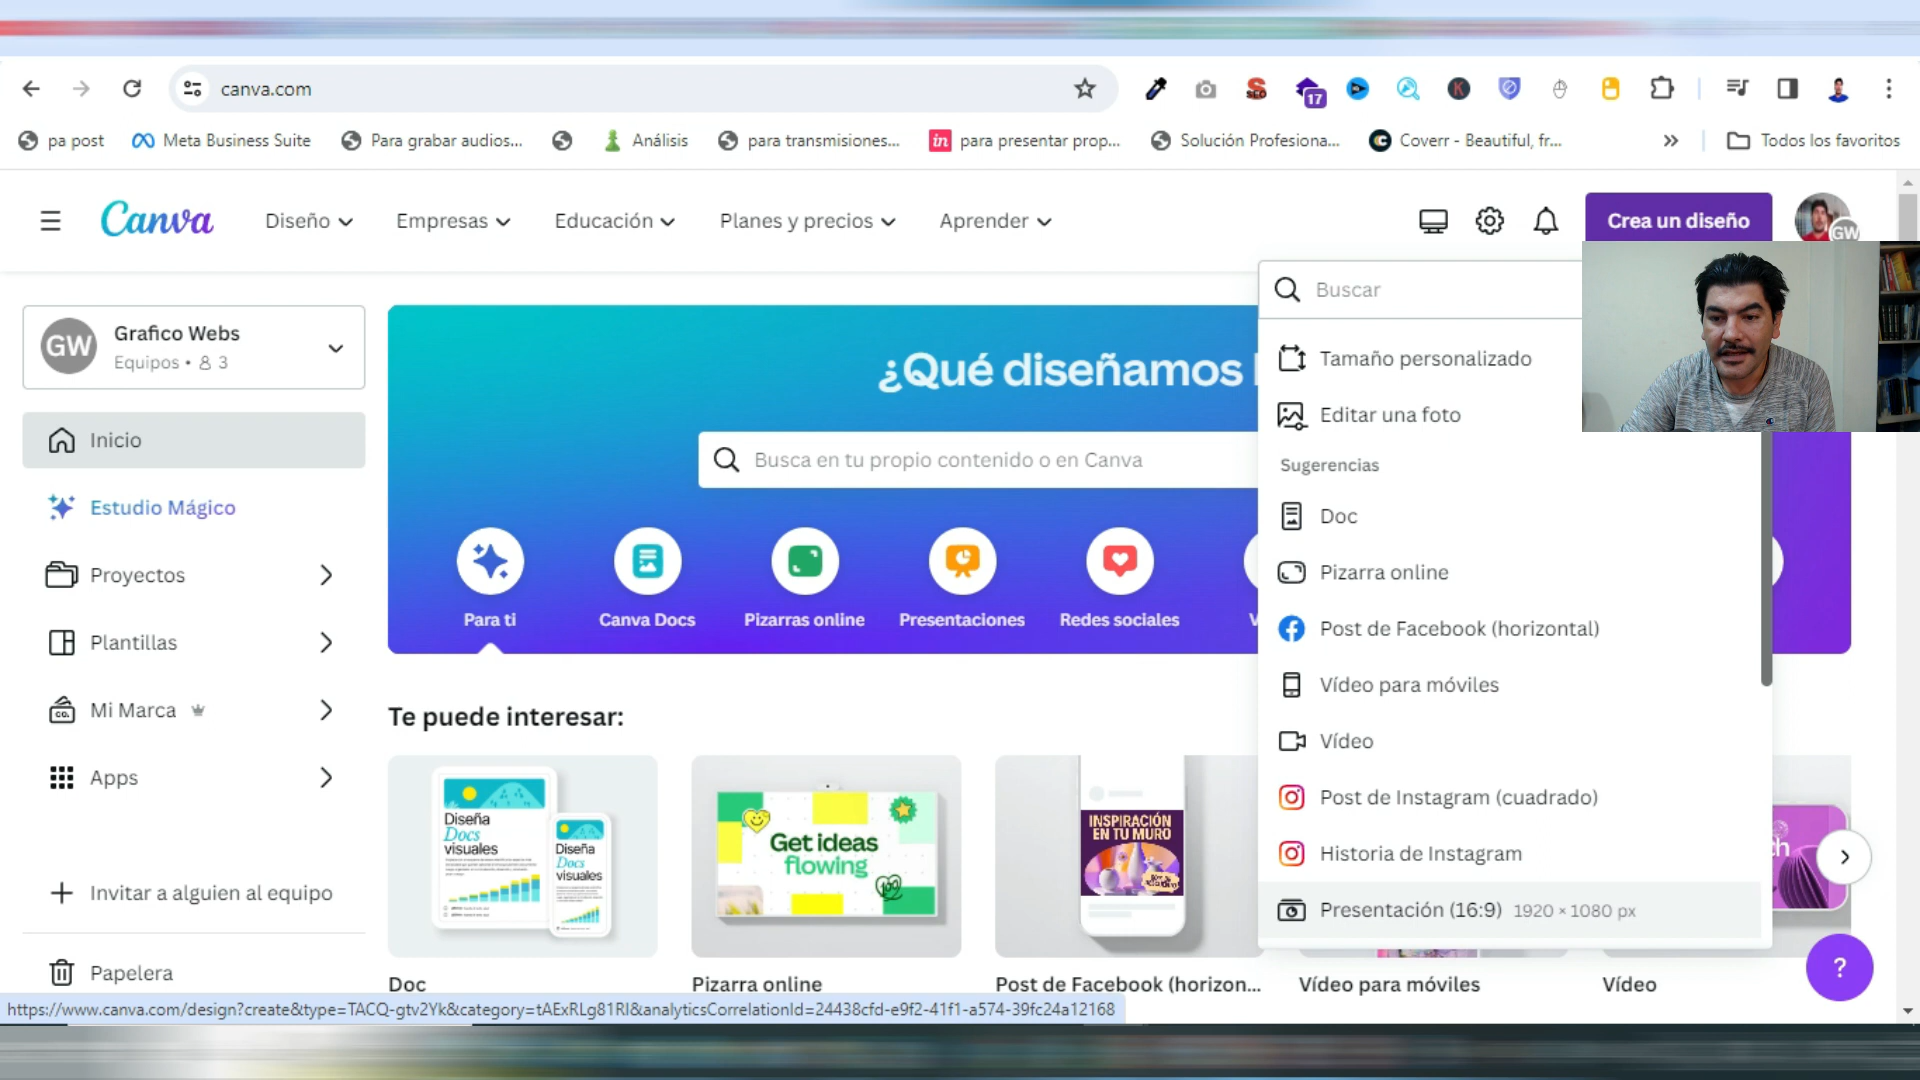 canva.com
SEO
17
K
pa post
Meta Business Suite
Para grabar audios...
Análisis
para transmisiones...
in
para presentar prop...
Solución Profesiona...
Coverr - Beautiful, fr...
Todos los favoritos
Canva
Diseño
Empresas
Educación
Planes y precios
Aprender
Crea un diseño
GW
GW
Grafico Webs
Equipos • 3
Inicio
Estudio Mágico
Proyectos
Plantillas
CO.
Mi Marca
Apps
Invitar a alguien al equipo
Papelera
¿Qué diseñamos
Busca en tu propio contenido o en Canva
Para ti
Canva Docs
Pizarras online
Presentaciones
Redes sociales
V
Te puede interesar:
Diseña
Docs
visuales
Diseña
Docs
visuales
Doc
Get ideas
flowing
Pizarra online
INSPIRACIÓN
EN TU MURO
Post de Facebook (horizon...
Vídeo para móviles
Vídeo
Buscar
Tamaño personalizado
Editar una foto
Sugerencias
Doc
Pizarra online
Post de Facebook (horizontal)
Vídeo para móviles
Vídeo
Post de Instagram (cuadrado)
Historia de Instagram
Presentación (16:9) 1920 × 1080 px
?
https://www.canva.com/design?create&type=TACQ-gtv2Yk&category=tAExRLg81RI&analyticsCorrelationId=24438cfd-e9f2-41f1-a574-39fc24a12168